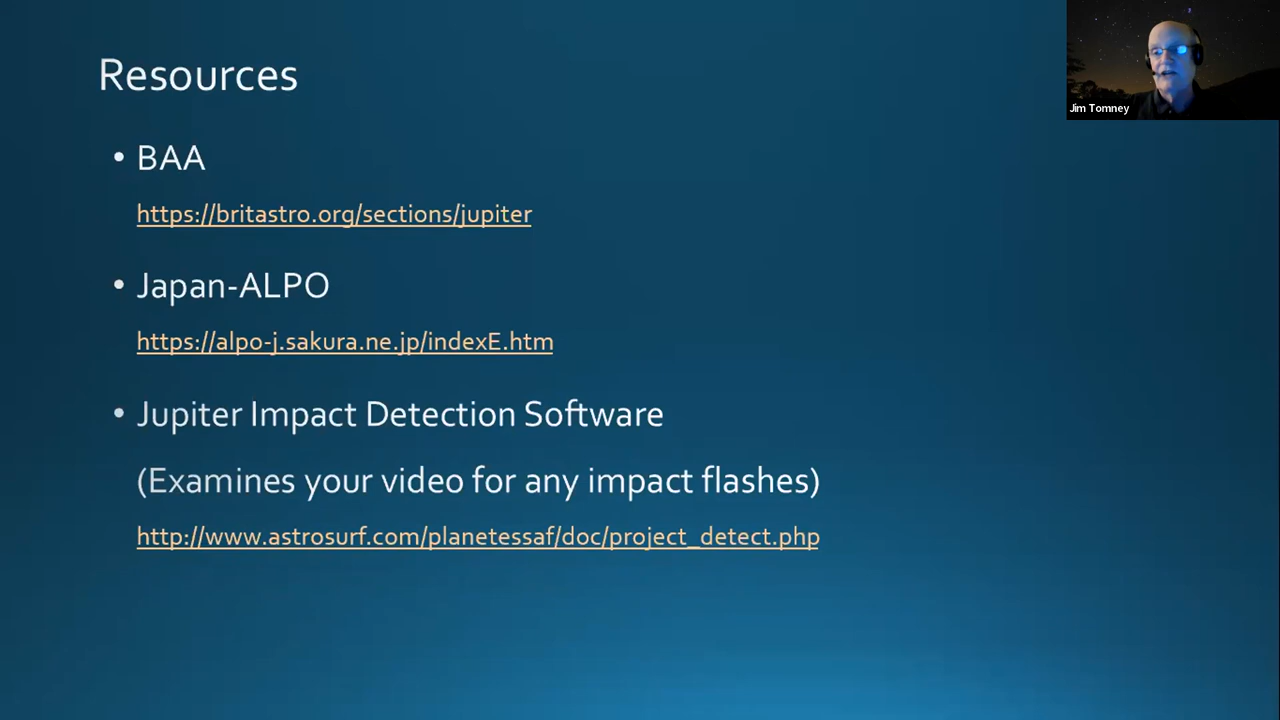 Resources
Jim Tomney
• BAA
https://britastro.org/sections/jupiter
• Japan-ALPO
https://alpo-j.sakura.ne.jp/indexE.htm
• Jupiter Impact Detection Software
(Examines your video for any impact flashes)
http://www.astrosurf.com/planetessaf/doc/project_detect.php